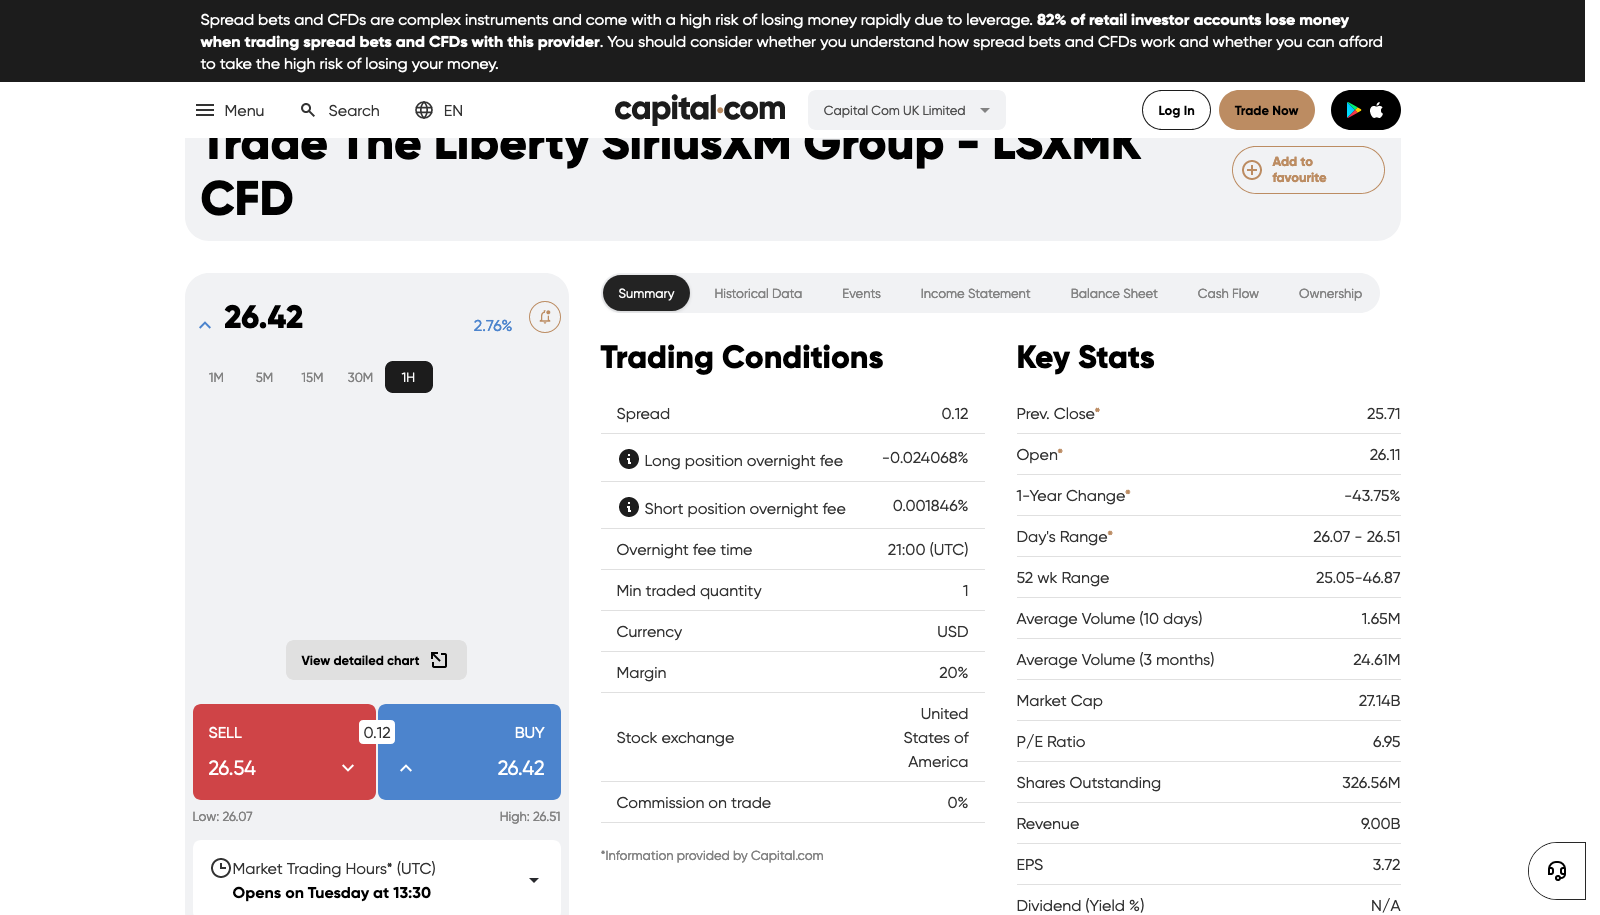 Spread bets and CFDs are complex instruments and come with a high risk of losing money rapidly due to leverage. 82% of retail investor accounts lose money
when trading spread bets and CFDs with this provider. You should consider whether you understand how spread bets and CFDs work and whether you can afford
to take the high risk of losing your money.
Menu
Search
EN
capital.com
Capital Com UK Limited
Log In
Trade Now
Trade The Liberty SiriusXM Group - LSXMK
CFD
Add to
favourite
26.42
2.76%
1M
5M
15M
30M
1H
View detailed chart
SELL
26.54
0.12
BUY
26.42
Low: 26.07
High: 26.51
Market Trading Hours* (UTC)
Opens on Tuesday at 13:30
Summary
Historical Data
Events
Income Statement
Balance Sheet
Cash Flow
Ownership
Trading Conditions
Spread 0.12
Long position overnight fee -0.024068%
Short position overnight fee 0.001846%
Overnight fee time 21:00 (UTC)
Min traded quantity 1
Currency USD
Margin 20%
Stock exchange United
States of
America
Commission on trade 0%
*Information provided by Capital.com
Key Stats
Prev. Close* 25.71
Open* 26.11
1-Year Change* -43.75%
Day's Range* 26.07 - 26.51
52 wk Range 25.05-46.87
Average Volume (10 days) 1.65M
Average Volume (3 months) 24.61M
Market Cap 27.14B
P/E Ratio 6.95
Shares Outstanding 326.56M
Revenue 9.00B
EPS 3.72
Dividend (Yield %) N/A